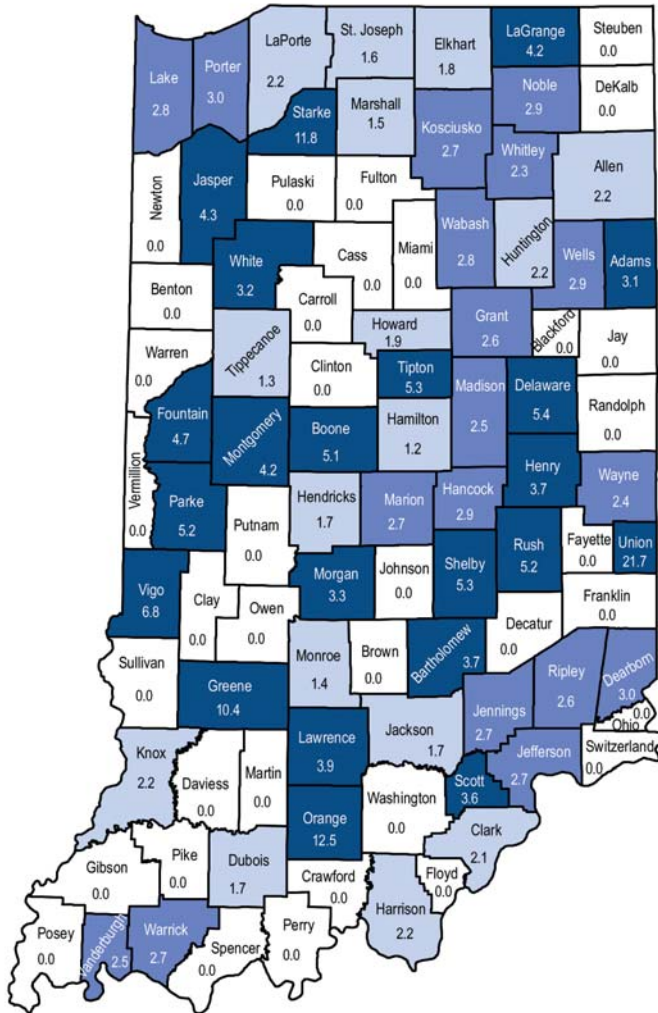 Lake
2.8
Porter
3.0
LaPorte
2.2
St. Joseph
1.6
Elkhart
1.8
LaGrange
4.2
Steuben
0.0
Starke
11.8
Marshall
1.5
Kosciusko
2.7
Noble
2.9
DeKalb
0.0
Newton
0.0
Jasper
4.3
Pulaski
0.0
Fulton
0.0
Whitley
2.3
Allen
2.2
White
3.2
Cass
0.0
Miami
0.0
Wabash
2.8
Huntington
2.2
Wells
2.9
Adams
3.1
Benton
0.0
Carroll
0.0
Howard
1.9
Grant
2.6
Blackford
0.0
Jay
0.0
Warren
0.0
Tippecanoe
1.3
Clinton
0.0
Tipton
5.3
Madison
2.5
Delaware
5.4
Randolph
0.0
Fountain
4.7
Montgomery
4.2
Boone
5.1
Hamilton
1.2
Henry
3.7
Wayne
2.4
Vermillion
0.0
Parke
5.2
Putnam
0.0
Hendricks
1.7
Marion
2.7
Hancock
2.9
Vigo
6.8
Clay
0.0
Owen
0.0
Morgan
3.3
Johnson
0.0
Shelby
5.3
Rush
5.2
Fayette
0.0
Union
21.7
Franklin
0.0
Sullivan
0.0
Greene
10.4
Monroe
1.4
Brown
0.0
Bartholomew
3.7
Decatur
0.0
Ripley
2.6
Dearborn
3.0
Jennings
2.7
0.0
Ohio
Knox
2.2
Daviess
0.0
Martin
0.0
Lawrence
3.9
Jackson
1.7
Jefferson
2.7
Switzerland
0.0
Scott
3.6
Orange
12.5
Washington
0.0
Clark
2.1
Gibson
0.0
Pike
0.0
Dubois
1.7
Crawford
0.0
Floyd
0.0
Harrison
2.2
Posey
0.0
Vanderburgh
2.5
Warrick
2.7
Spencer
0.0
Perry
0.0